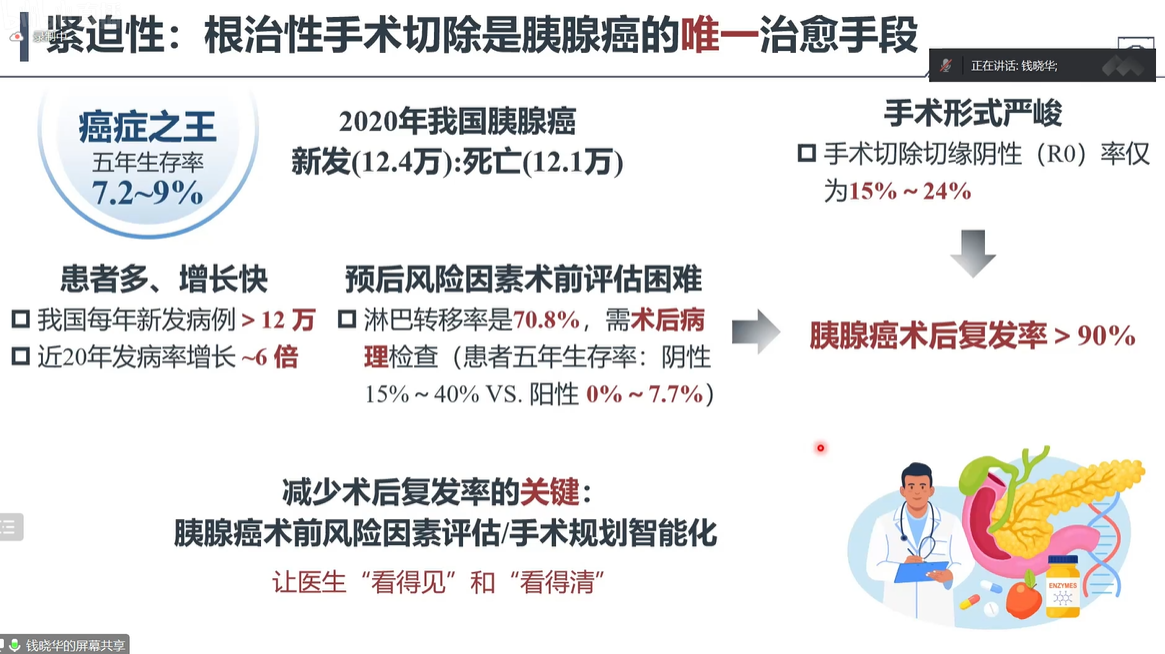 紧迫性：根治性手术切除是胰腺癌的唯一治愈手段
录制中
正在讲话: 钱晓华;
癌症之王
五年生存率
7.2~9%
2020年我国胰腺癌
新发(12.4万):死亡(12.1万)
手术形式严峻
手术切除切缘阴性（R0）率仅
为15%～24%
患者多、增长快
我国每年新发病例＞12 万
近20年发病率增长 ~6 倍
预后风险因素术前评估困难
淋巴转移率是70.8%，需术后病
理检查（患者五年生存率：阴性
15%～40% VS. 阳性 0%～7.7%）
胰腺癌术后复发率＞90%
减少术后复发率的关键：
胰腺癌术前风险因素评估/手术规划智能化
让医生“看得见”和“看得清”
ENZYMES
钱晓华的屏幕共享